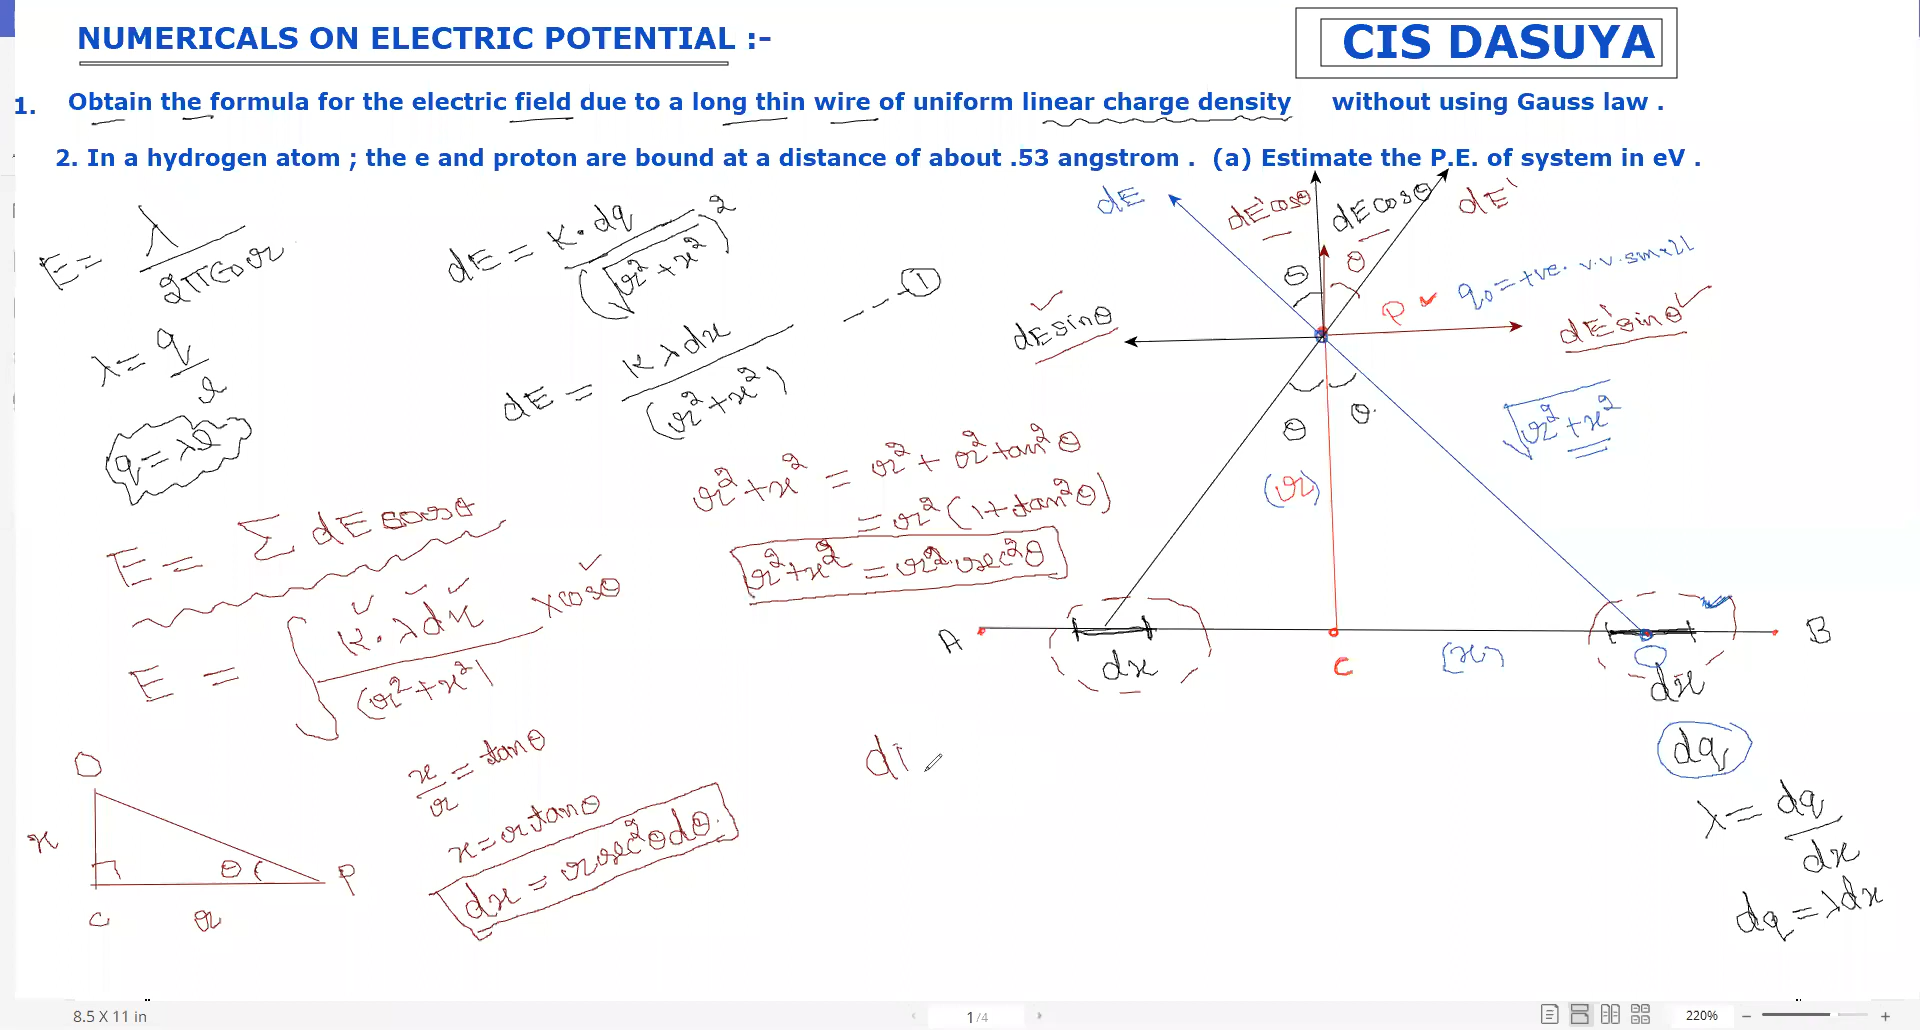 NUMERICALS ON ELECTRIC POTENTIAL :-
CIS DASUYA
1. Obtain the formula for the electric field due to a long thin wire of uniform linear charge density without using Gauss law .
2. In a hydrogen atom ; the e and proton are bound at a distance of about .53 angstrom . (a) Estimate the P.E. of system in eV .
E = λ / 2π∈₀r
λ = q / l
q = λl
dE = K·dq / (√r²+x²)²
dE = Kλdx / (r²+x²) ---①
E = Σ dE cosθ
E = ∫ K·λdx / (r²+x²) × cosθ
r²+x² = r²+r²tan²θ
= r²(1+tan²θ)
r²+x² = r²sec²θ
O
x
θ
P
C
r
x/r = tanθ
x = r tanθ
dx = r sec²θ dθ.
di
dE
dE'cosθ
dE cosθ
dE'
θ
θ
P
q₀ = +ve. v.v.small
dE sinθ
dE' sinθ
θ
θ.
(r)
√r²+x²
A
dx
C
(x)
O
dx
B
dq
λ = dq / dx
dq = λdx
8.5 X 11 in
1/4
220%